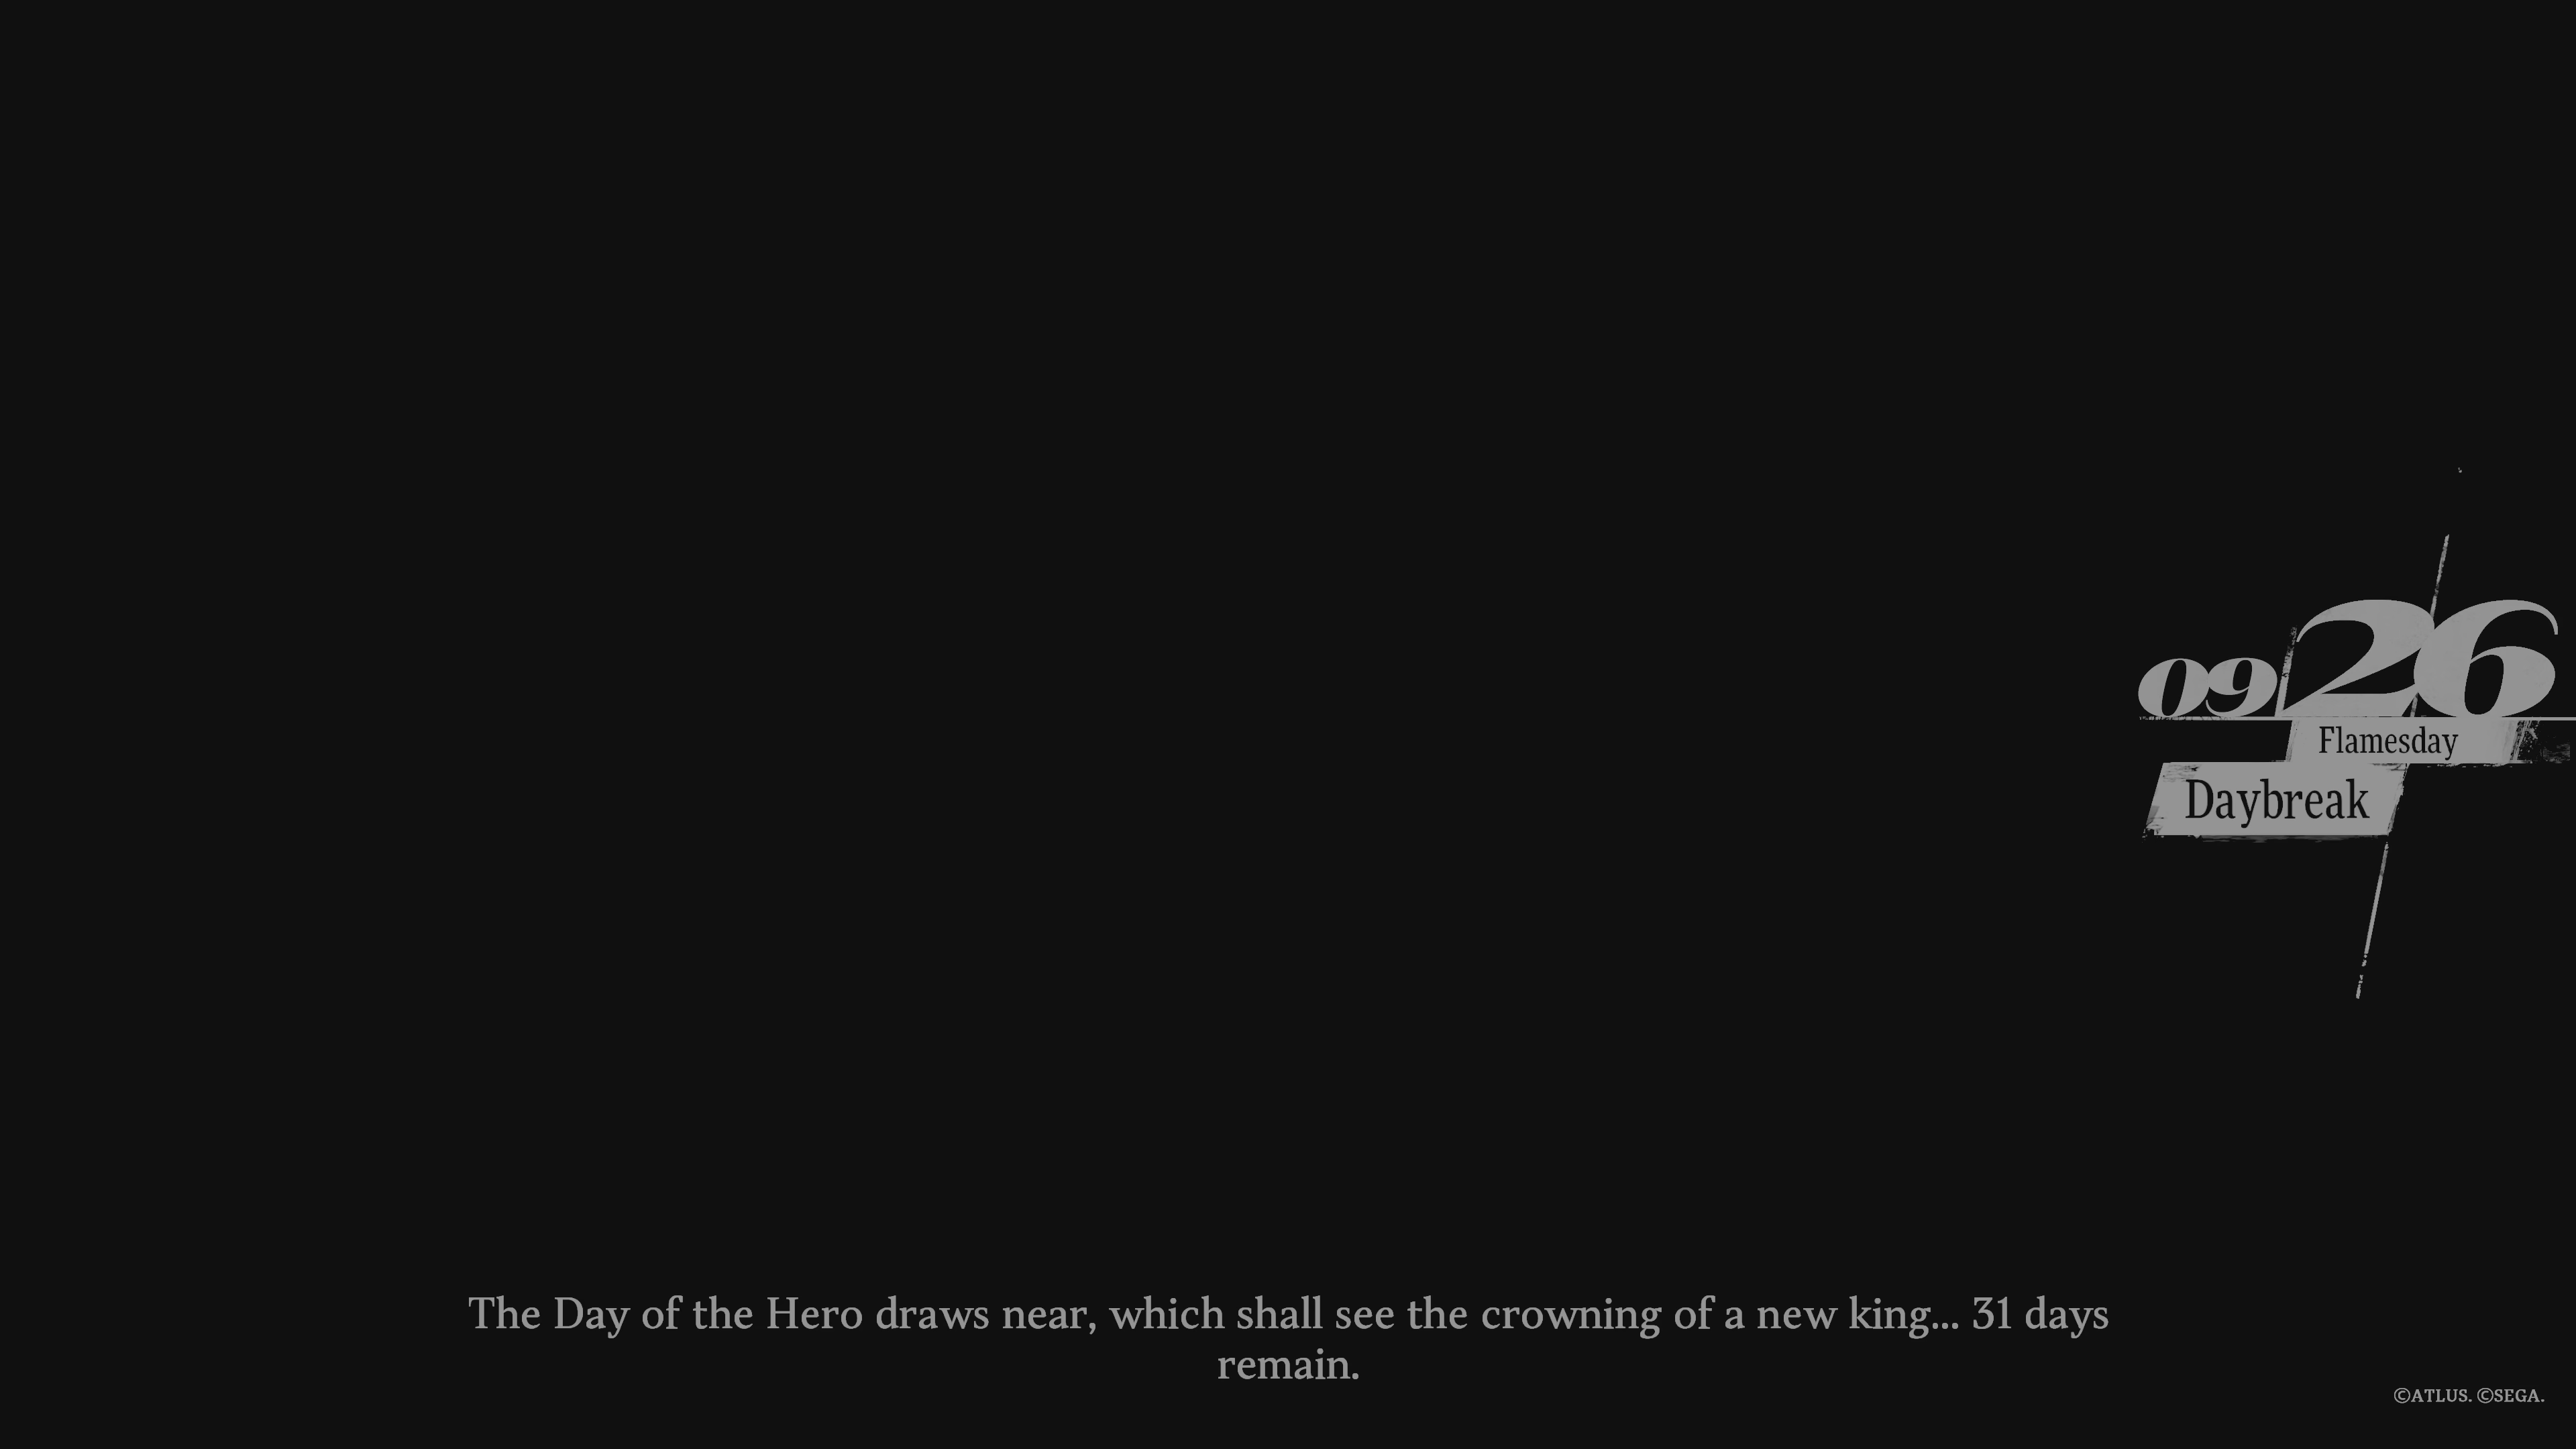 09 26
Flamesday
Daybreak
The Day of the Hero draws near, which shall see the crowning of a new king... 31 days
remain.
©ATLUS. ©SEGA.